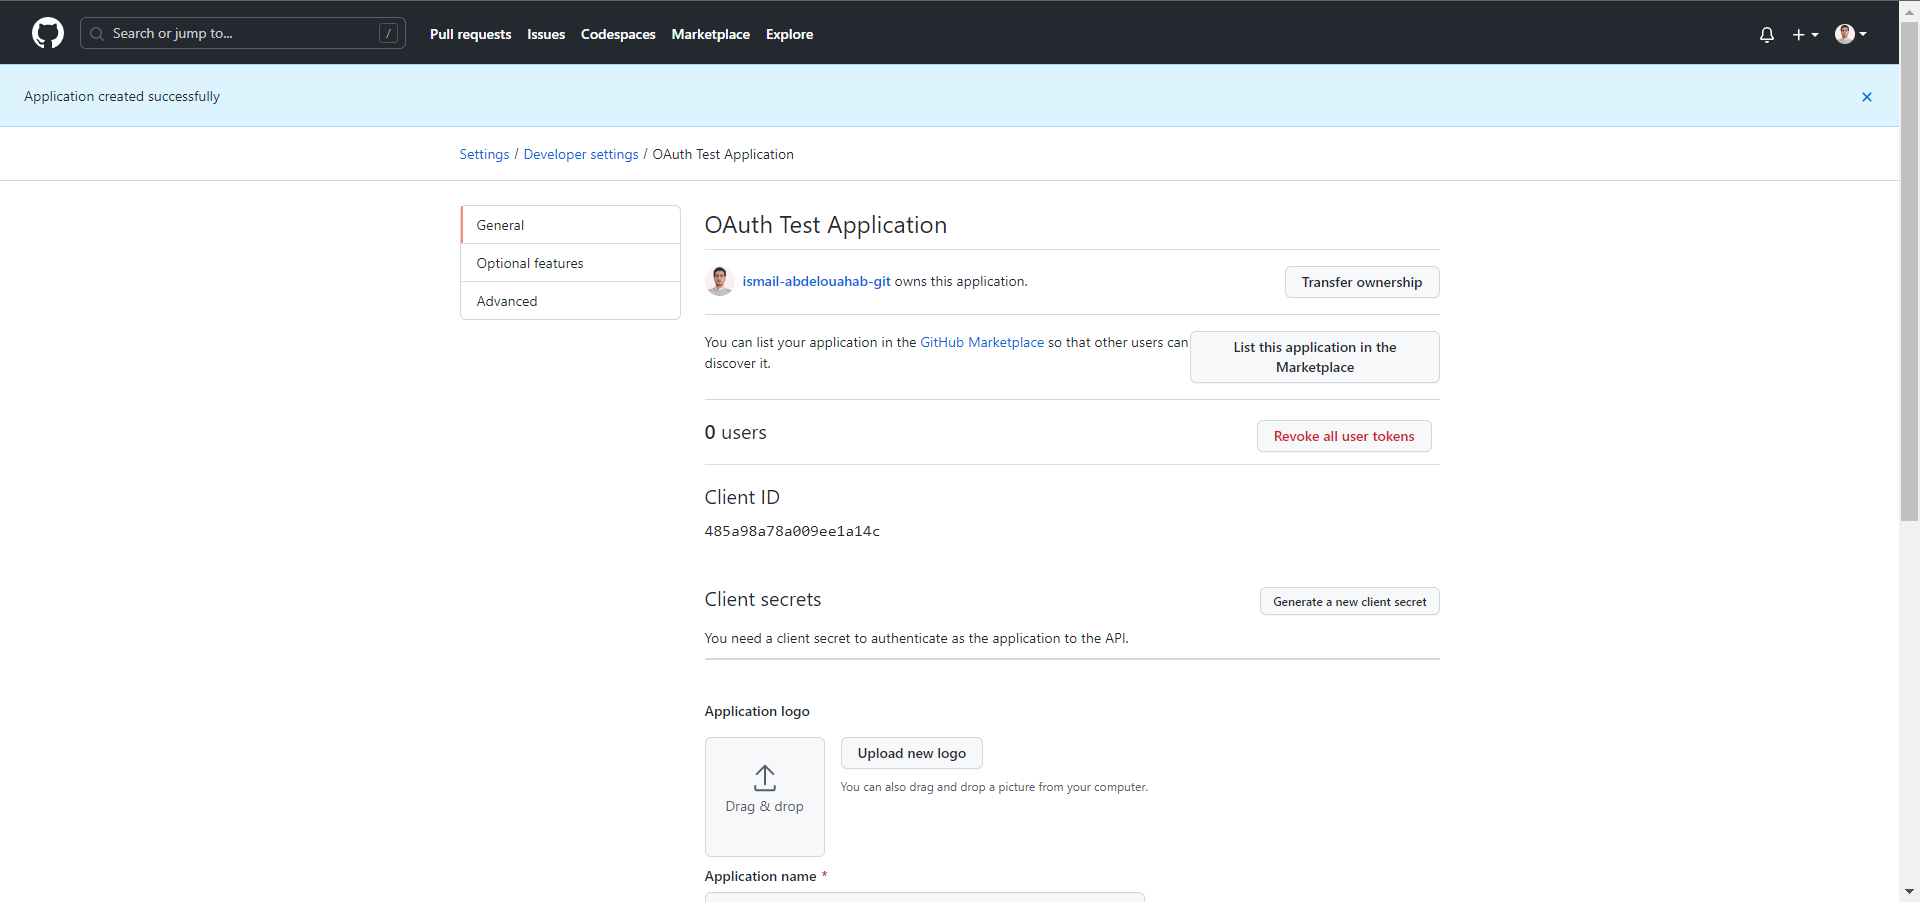 Search or jump to...
/
Pull requests
Issues
Codespaces
Marketplace
Explore
Application created successfully
Settings / Developer settings / OAuth Test Application
General
Optional features
Advanced
OAuth Test Application
ismail-abdelouahab-git owns this application.
Transfer ownership
You can list your application in the GitHub Marketplace so that other users can
discover it.
List this application in the
Marketplace
0 users
Revoke all user tokens
Client ID
485a98a78a009ee1a14c
Client secrets
Generate a new client secret
You need a client secret to authenticate as the application to the API.
Application logo
Drag & drop
Upload new logo
You can also drag and drop a picture from your computer.
Application name *